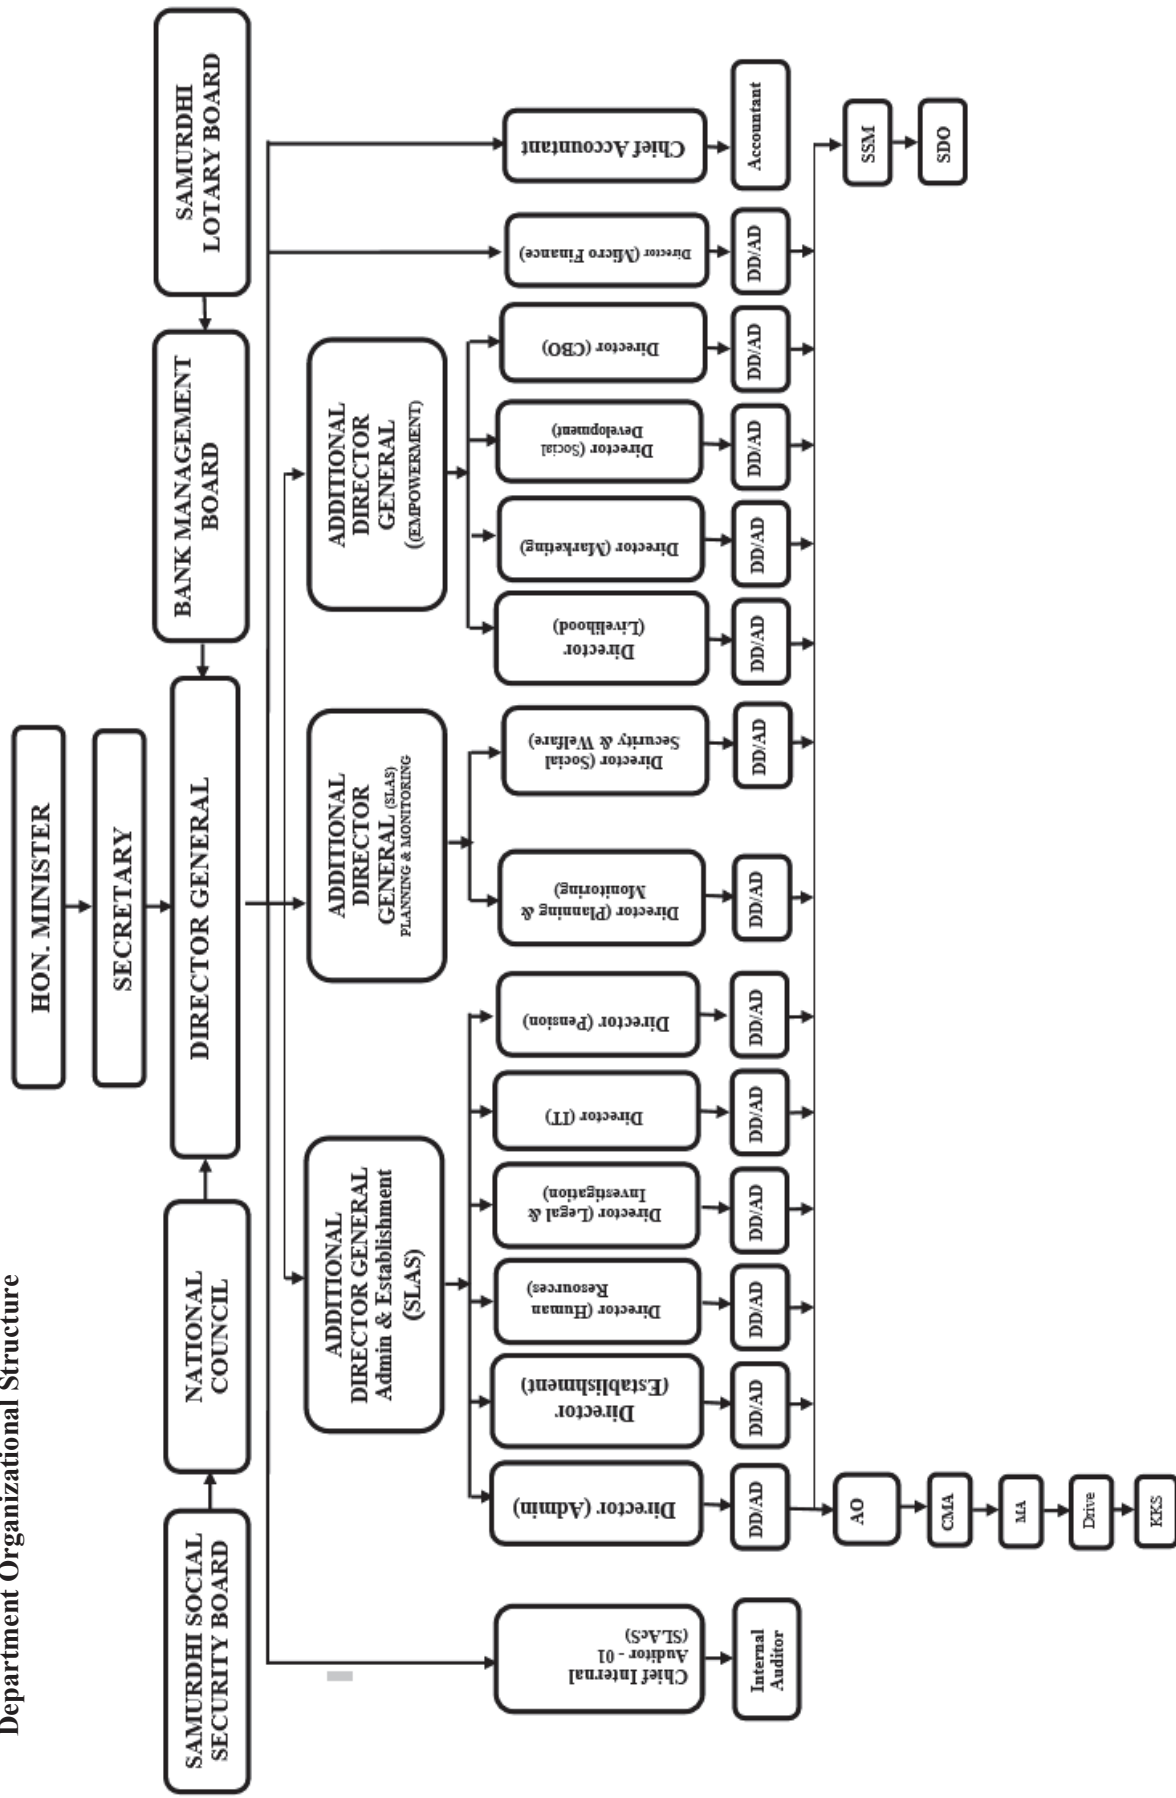 Department Organizational Structure
HON. MINISTER
SECRETARY
SAMURDHI SOCIAL
SECURITY BOARD
NATIONAL
COUNCIL
DIRECTOR GENERAL
BANK MANAGEMENT
BOARD
SAMURDHI
LOTARY BOARD
ADDITIONAL
DIRECTOR GENERAL
Admin & Establishment
(SLAS)
ADDITIONAL
DIRECTOR
GENERAL (SLAS)
PLANNING & MONITORING
ADDITIONAL
DIRECTOR
GENERAL
((EMPOWERMENT)
Chief Internal
Auditor - 01
(SLAcS)
Director (Admin)
Director
(Establishment)
Director (Human
Resources)
Director (Legal &
Investigation)
Director (IT)
Director (Pension)
Director (Planning &
Monitoring)
Director (Social
Security & Welfare)
Director
(Livelihood)
Director (Marketing)
Director (Social
Development)
Director (CBO)
Director (Micro Finance)
Chief Accountant
Internal
Auditor
DD/AD
DD/AD
DD/AD
DD/AD
DD/AD
DD/AD
DD/AD
DD/AD
DD/AD
DD/AD
DD/AD
DD/AD
DD/AD
Accountant
AO
CMA
MA
Drive
KKS
SSM
SDO